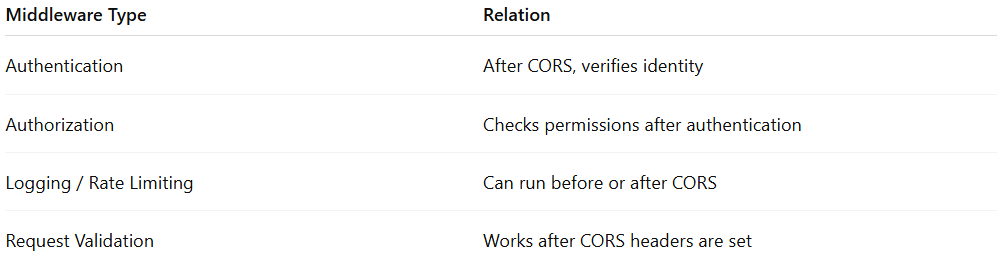 Middleware Type Relation
Authentication After CORS, verifies identity
Authorization Checks permissions after authentication
Logging / Rate Limiting Can run before or after CORS
Request Validation Works after CORS headers are set